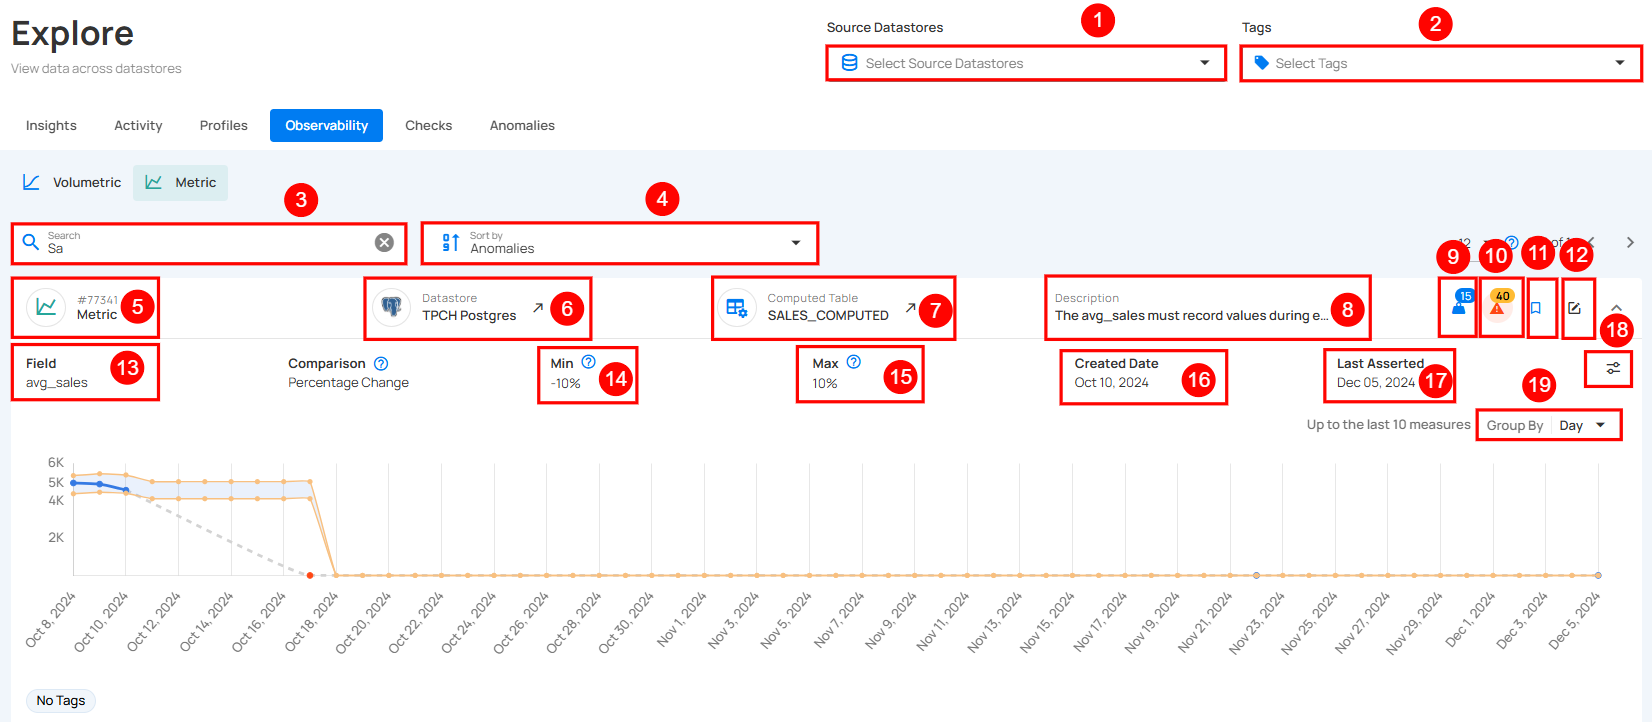 Explore
View data across datastores
Source Datastores
1
Select Source Datastores
Tags
2
Select Tags
Insights
Activity
Profiles
Observability
Checks
Anomalies
Volumetric
Metric
3
4
Search
Sa
Sort by
Anomalies
9
10
11
12
#77341
Metric
5
Datastore
TPCH Postgres
6
Computed Table
SALES_COMPUTED
7
Description
The avg_sales must record values during e...
8
15
40
18
Field
avg_sales
13
Comparison
Percentage Change
Min
-10%
14
Max
10%
15
Created Date
Oct 10, 2024
16
Last Asserted
Dec 05, 2024
17
19
Up to the last 10 measures
Group By
Day
6K
5K
4K
2K
Oct 8, 2024
Oct 10, 2024
Oct 12, 2024
Oct 14, 2024
Oct 16, 2024
Oct 18, 2024
Oct 20, 2024
Oct 22, 2024
Oct 24, 2024
Oct 26, 2024
Oct 28, 2024
Oct 30, 2024
Nov 1, 2024
Nov 3, 2024
Nov 5, 2024
Nov 7, 2024
Nov 9, 2024
Nov 11, 2024
Nov 13, 2024
Nov 15, 2024
Nov 17, 2024
Nov 19, 2024
Nov 21, 2024
Nov 23, 2024
Nov 25, 2024
Nov 27, 2024
Nov 29, 2024
Dec 1, 2024
Dec 3, 2024
Dec 5, 2024
No Tags